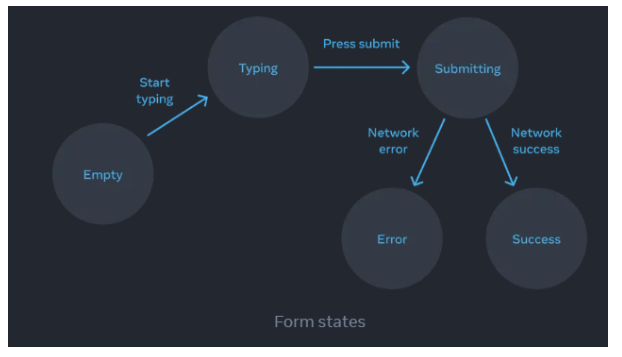 Press submit
Typing
Submitting
Start
typing
Network
error
Network
success
Empty
Error
Success
Form states